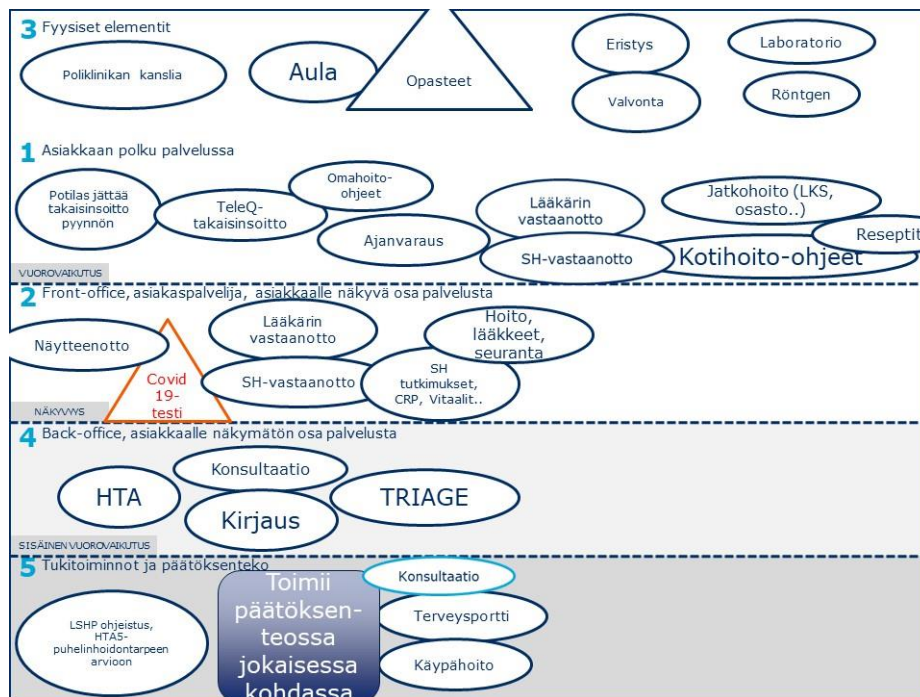 3 Fyysiset elementit
Poliklinikan kanslia
Aula
Opasteet
Eristys
Valvonta
Laboratorio
Röntgen
1 Asiakkaan polku palvelussa
Potilas jättää
takaisinsoitto
pyynnön
TeleQ-
takaisinsoitto
Omahoito-
ohjeet
Ajanvaraus
Lääkärin
vastaanotto
SH-vastaanotto
Jatkohoito (LKS,
osasto..)
Reseptit
Kotihoito-ohjeet
VUOROVAIKUTUS
2 Front-office, asiakaspalvelija, asiakkaalle näkyvä osa palvelusta
Näytteenotto
Covid
19-
testi
Lääkärin
vastaanotto
SH-vastaanotto
Hoito,
lääkkeet,
seuranta
SH
tutkimukset,
CRP, Vitaalit..
NÄKYVYYS
4 Back-office, asiakkaalle näkymätön osa palvelusta
HTA
Konsultaatio
Kirjaus
TRIAGE
SISÄINEN VUOROVAIKUTUS
5 Tukitoiminnot ja päätöksenteko
LSHP ohjeistus,
HTA5-
puhelinhoidontarpeen
arvioon
Toimii
päätöksen-
teossa
jokaisessa
kohdassa
Konsultaatio
Terveysportti
Käypähoito